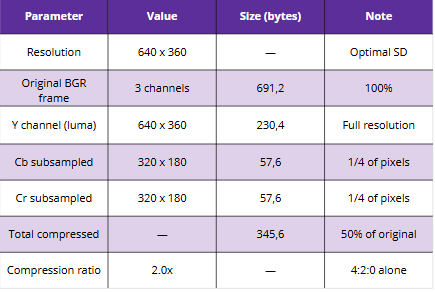 Parameter Value Size (bytes) Note
Resolution 640 x 360 — Optimal SD
Original BGR frame 3 channels 691,2 100%
Y channel (luma) 640 x 360 230,4 Full resolution
Cb subsampled 320 x 180 57,6 1/4 of pixels
Cr subsampled 320 x 180 57,6 1/4 of pixels
Total compressed — 345,6 50% of original
Compression ratio 2.0x — 4:2:0 alone